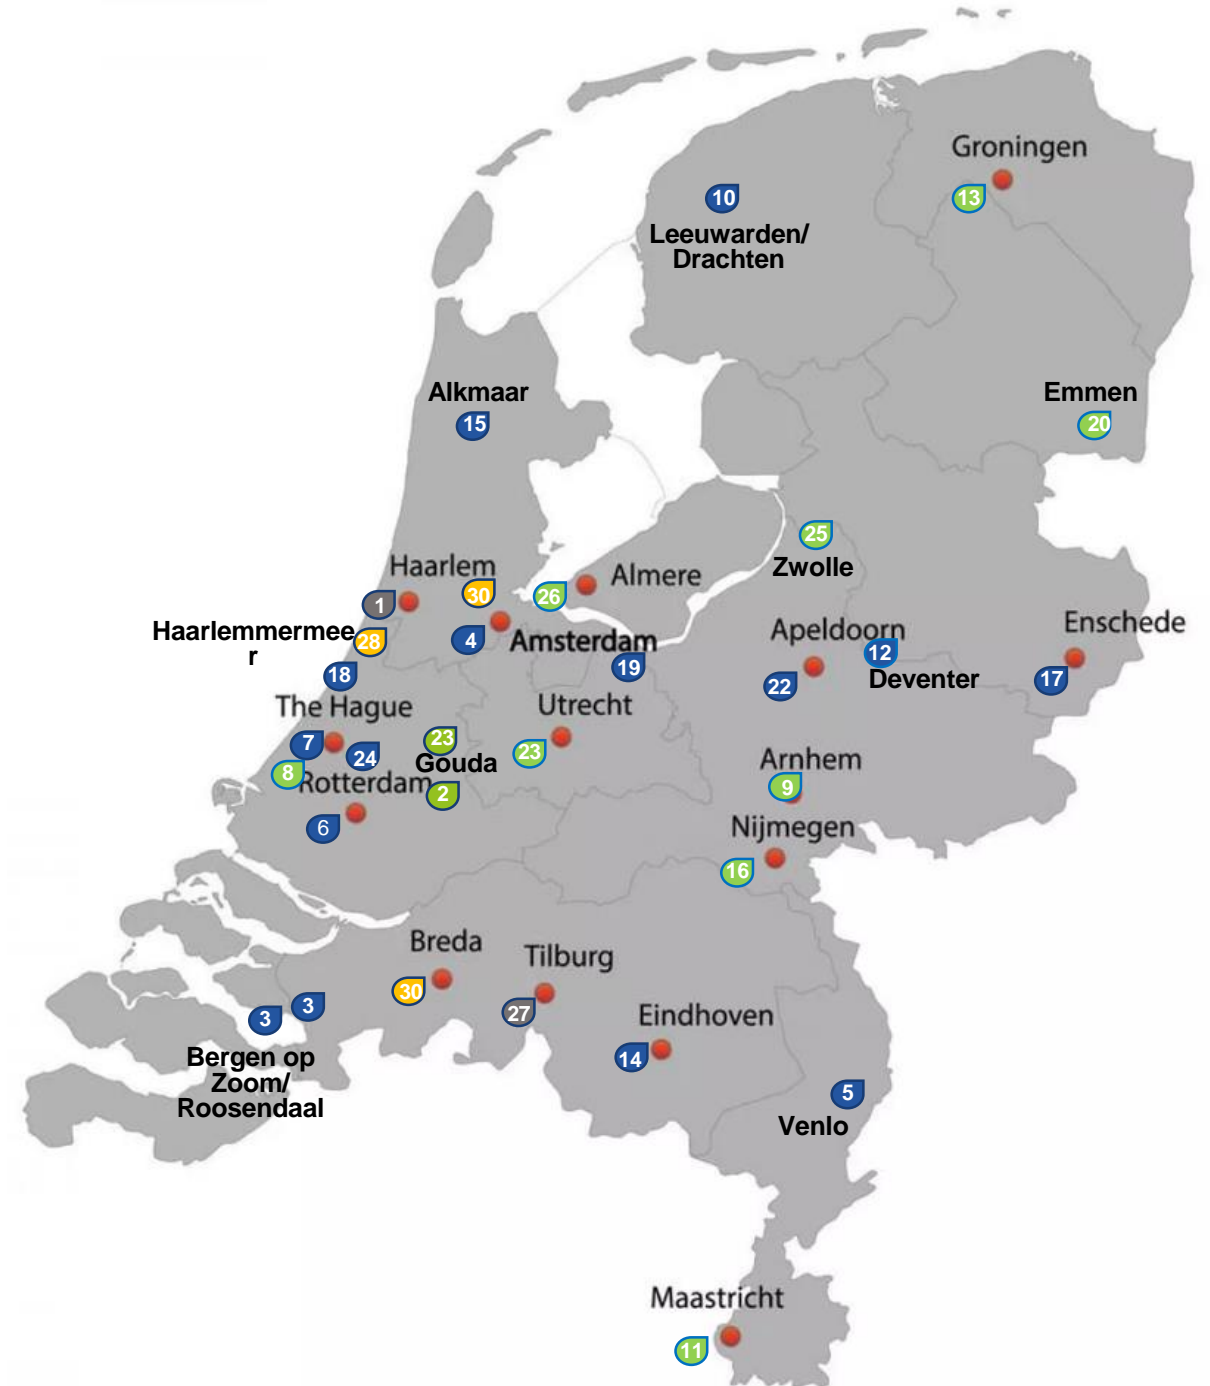 Groningen
13
10
Leeuwarden/
Drachten
Alkmaar
15
Emmen
20
25
Zwolle
Haarlem
30
1
26
Almere
Haarlemmermee
r
28
4
Amsterdam
19
Apeldoorn
12
Deventer
22
Enschede
17
18
The Hague
7
24
8
23
Gouda
Utrecht
23
Rotterdam
2
6
Arnhem
9
Nijmegen
16
Breda
30
Tilburg
27
3
3
Bergen op
Zoom/
Roosendaal
Eindhoven
14
5
Venlo
Maastricht
11